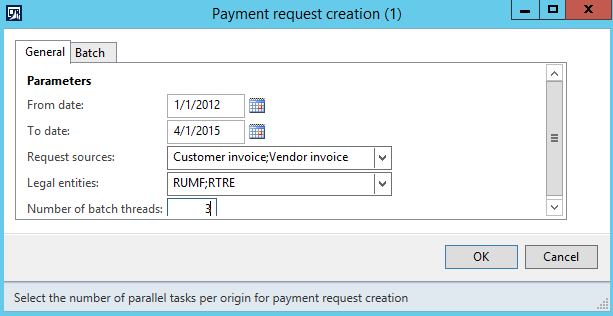 Payment request creation (1)
General
Batch
Parameters
From date: 1/1/2012
To date: 4/1/2015
Request sources: Customer invoice;Vendor invoice
Legal entities: RUMF;RTRE
Number of batch threads: 3
OK
Cancel
Select the number of parallel tasks per origin for payment request creation